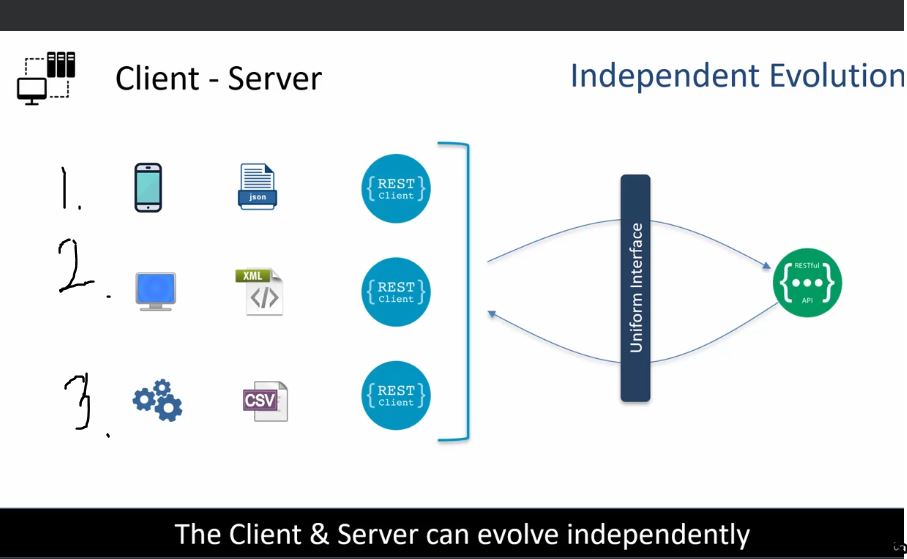 Client - Server
Independent Evolution
1.
json
{REST}
Client
2.
XML
</>
{REST}
Client
3.
CSV
{REST}
Client
Uniform Interface
RESTful
{•••}
API
The Client & Server can evolve independently